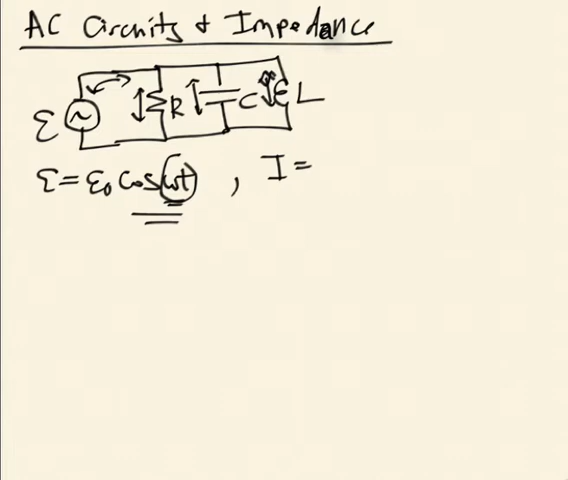 AC Circuits & Impedance
ε ~ R C L
ε = ε₀ cos(ωt) , I =